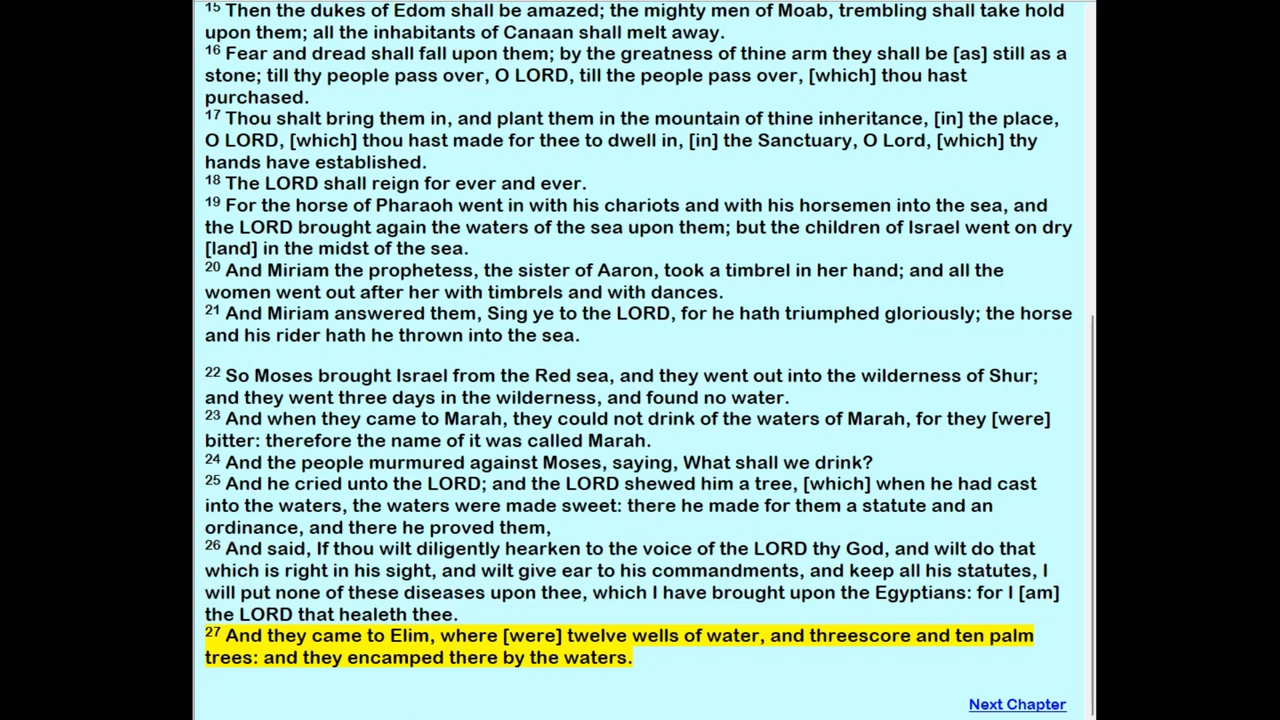 15 Then the dukes of Edom shall be amazed; the mighty men of Moab, trembling shall take hold
upon them; all the inhabitants of Canaan shall melt away.
16 Fear and dread shall fall upon them; by the greatness of thine arm they shall be [as] still as a
stone; till thy people pass over, O LORD, till the people pass over, [which] thou hast
purchased.
17 Thou shalt bring them in, and plant them in the mountain of thine inheritance, [in] the place,
O LORD, [which] thou hast made for thee to dwell in, [in] the Sanctuary, O Lord, [which] thy
hands have established.
18 The LORD shall reign for ever and ever.
19 For the horse of Pharaoh went in with his chariots and with his horsemen into the sea, and
the LORD brought again the waters of the sea upon them; but the children of Israel went on dry
[land] in the midst of the sea.
20 And Miriam the prophetess, the sister of Aaron, took a timbrel in her hand; and all the
women went out after her with timbrels and with dances.
21 And Miriam answered them, Sing ye to the LORD, for he hath triumphed gloriously; the horse
and his rider hath he thrown into the sea.
22 So Moses brought Israel from the Red sea, and they went out into the wilderness of Shur;
and they went three days in the wilderness, and found no water.
23 And when they came to Marah, they could not drink of the waters of Marah, for they [were]
bitter: therefore the name of it was called Marah.
24 And the people murmured against Moses, saying, What shall we drink?
25 And he cried unto the LORD; and the LORD shewed him a tree, [which] when he had cast
into the waters, the waters were made sweet: there he made for them a statute and an
ordinance, and there he proved them,
26 And said, If thou wilt diligently hearken to the voice of the LORD thy God, and wilt do that
which is right in his sight, and wilt give ear to his commandments, and keep all his statutes, I
will put none of these diseases upon thee, which I have brought upon the Egyptians: for I [am]
the LORD that healeth thee.
27 And they came to Elim, where [were] twelve wells of water, and threescore and ten palm
trees: and they encamped there by the waters.
Next Chapter